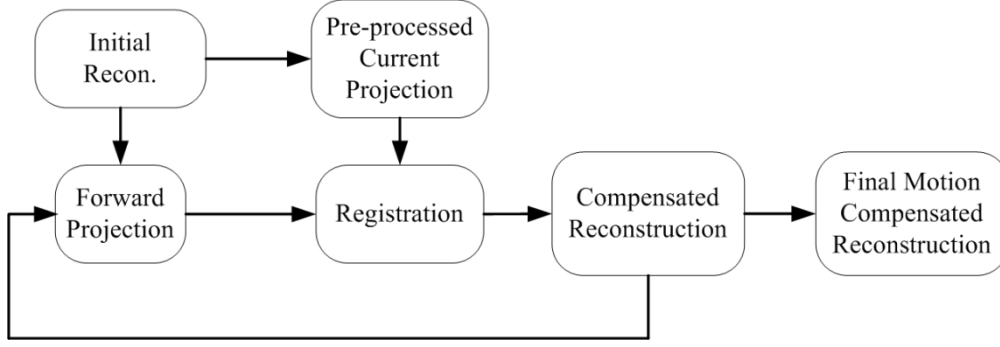 Initial
Recon.
Pre-processed
Current
Projection
Forward
Projection
Registration
Compensated
Reconstruction
Final Motion
Compensated
Reconstruction